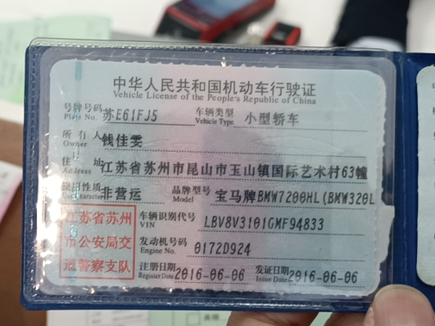 中华人民共和国机动车行驶证
Vehicle License of the People's Republic of China
号牌号码 苏E61FJ5 车辆类型 小型轿车
Plate No. Vehicle Type
所有人 钱佳雯
Owner
住址 江苏省苏州市昆山市玉山镇国际艺术村63幢
Address
使用性质 非营运 品牌型号 宝马牌BMW7200HL(BMW320L
Use Character Model
江苏省苏州 车辆识别代号 LBV8V3101GMF94833
VIN
市公安局交 发动机号码 0172D924
Engine No.
通警察支队 注册日期 2016-06-06 发证日期 2016-06-06
Register Date Issue Date